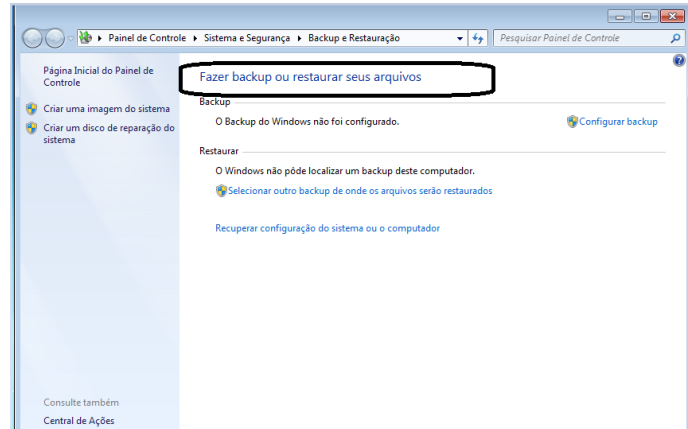 Painel de Controle ▸ Sistema e Segurança ▸ Backup e Restauração
Pesquisar Painel de Controle
Página Inicial do Painel de
Controle
Criar uma imagem do sistema
Criar um disco de reparação do
sistema
Fazer backup ou restaurar seus arquivos
Backup
O Backup do Windows não foi configurado.
Configurar backup
Restaurar
O Windows não pôde localizar um backup deste computador.
Selecionar outro backup de onde os arquivos serão restaurados
Recuperar configuração do sistema ou o computador
Consulte também
Central de Ações